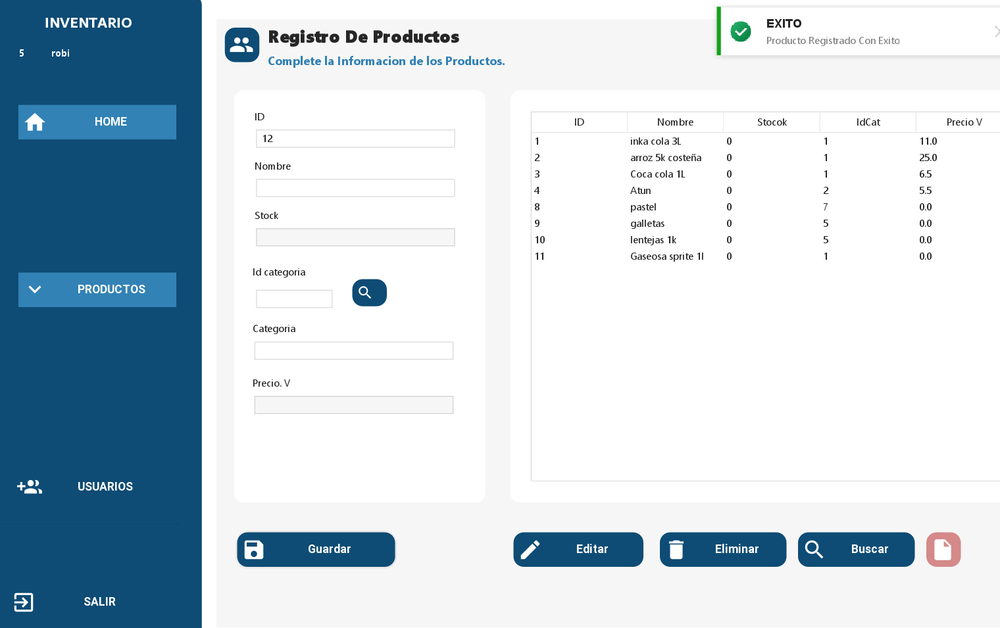 INVENTARIO
5 robi
HOME
PRODUCTOS
USUARIOS
SALIR
Registro De Productos
Complete la Informacion de los Productos.
EXITO
Producto Registrado Con Exito
ID
12
Nombre
Stock
Id categoria
Categoria
Precio. V
ID Nombre Stocok IdCat Precio V
1 inka cola 3L 0 1 11.0
2 arroz 5k costeña 0 1 25.0
3 Coca cola 1L 0 1 6.5
4 Atun 0 2 5.5
8 pastel 0 7 0.0
9 galletas 0 5 0.0
10 lentejas 1k 0 5 0.0
11 Gaseosa sprite 1l 0 1 0.0
Guardar
Editar
Eliminar
Buscar